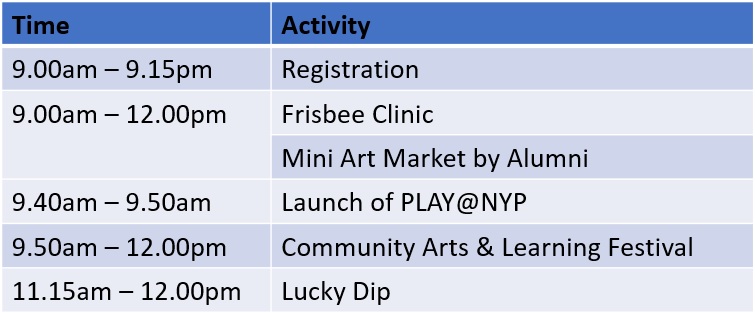 Time Activity
9.00am – 9.15pm Registration
9.00am – 12.00pm Frisbee Clinic
Mini Art Market by Alumni
9.40am – 9.50am Launch of PLAY@NYP
9.50am – 12.00pm Community Arts & Learning Festival
11.15am – 12.00pm Lucky Dip